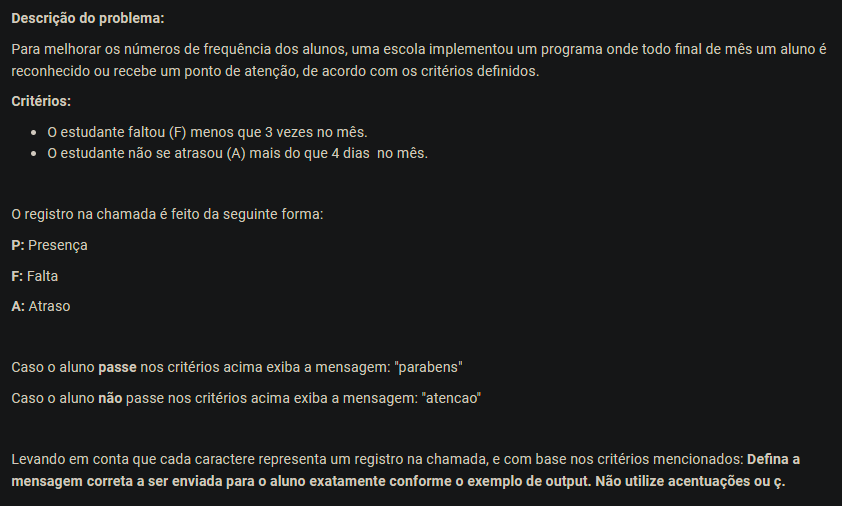 Descrição do problema:
Para melhorar os números de frequência dos alunos, uma escola implementou um programa onde todo final de mês um aluno é
reconhecido ou recebe um ponto de atenção, de acordo com os critérios definidos.
Critérios:
• O estudante faltou (F) menos que 3 vezes no mês.
• O estudante não se atrasou (A) mais do que 4 dias  no mês.
O registro na chamada é feito da seguinte forma:
P: Presença
F: Falta
A: Atraso
Caso o aluno passe nos critérios acima exiba a mensagem: "parabens"
Caso o aluno não passe nos critérios acima exiba a mensagem: "atencao"
Levando em conta que cada caractere representa um registro na chamada, e com base nos critérios mencionados: Defina a
mensagem correta a ser enviada para o aluno exatamente conforme o exemplo de output. Não utilize acentuações ou ç.